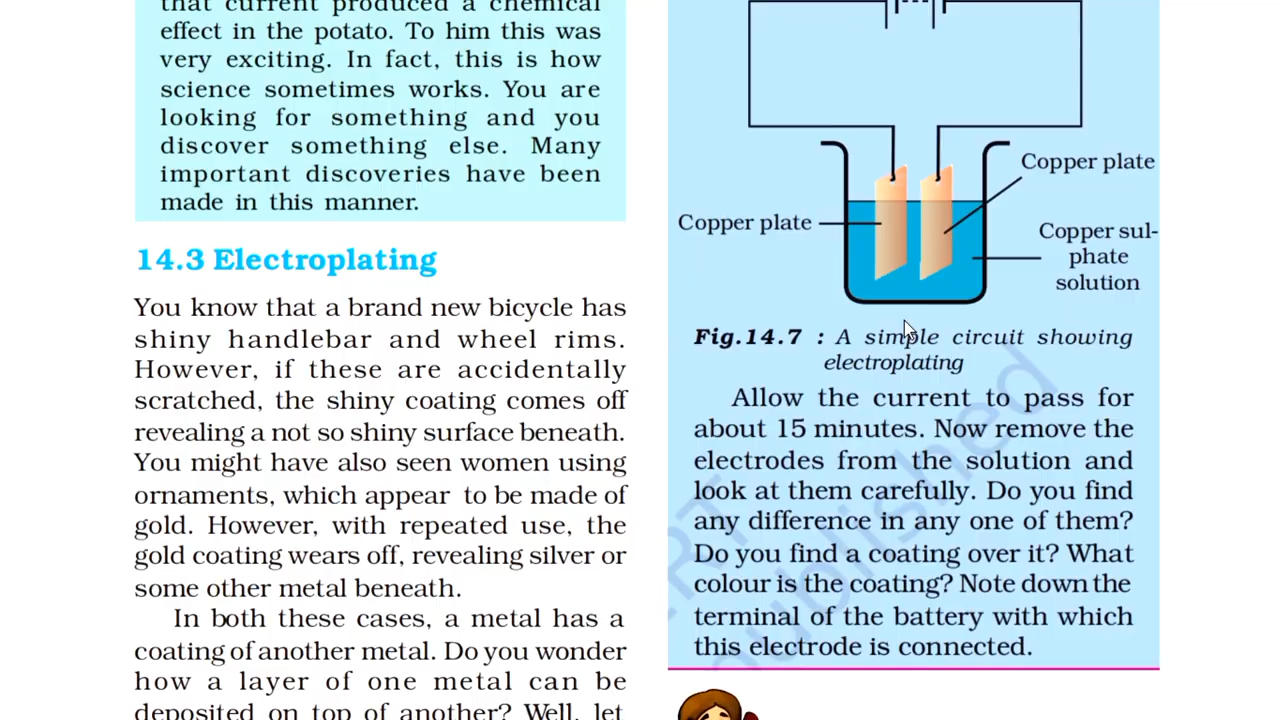 that current produced a chemical
effect in the potato. To him this was
very exciting. In fact, this is how
science sometimes works. You are
looking for something and you
discover something else. Many
important discoveries have been
made in this manner.
14.3 Electroplating
You know that a brand new bicycle has
shiny handlebar and wheel rims.
However, if these are accidentally
scratched, the shiny coating comes off
revealing a not so shiny surface beneath.
You might have also seen women using
ornaments, which appear to be made of
gold. However, with repeated use, the
gold coating wears off, revealing silver or
some other metal beneath.
In both these cases, a metal has a
coating of another metal. Do you wonder
how a layer of one metal can be
deposited on top of another? Well, let
Copper plate
Copper plate
Copper sul-
phate
solution
Fig.14.7 : A simple circuit showing
electroplating
Allow the current to pass for
about 15 minutes. Now remove the
electrodes from the solution and
look at them carefully. Do you find
any difference in any one of them?
Do you find a coating over it? What
colour is the coating? Note down the
terminal of the battery with which
this electrode is connected.